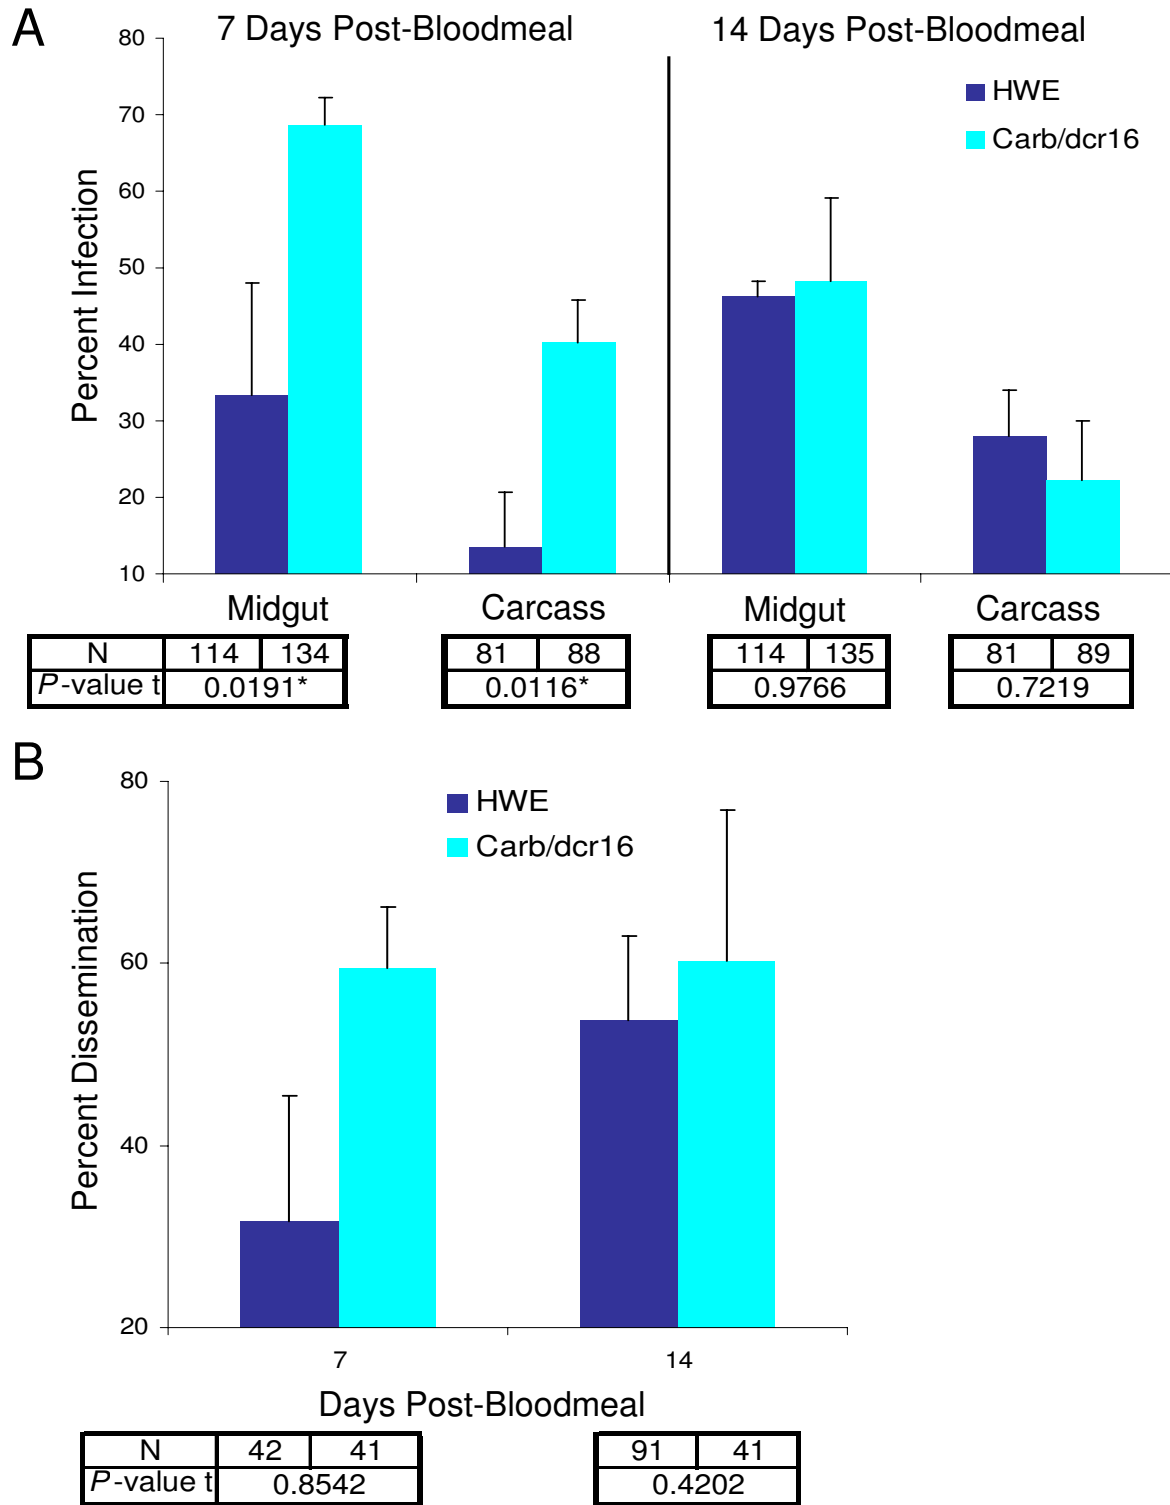 A
7 Days Post-Bloodmeal
14 Days Post-Bloodmeal
HWE
Carb/dcr16
Percent Infection
80
70
60
50
40
30
20
10
Midgut Carcass Midgut Carcass
N 114 134 81 88 114 135 81 89
P-value t 0.0191* 0.0116* 0.9766 0.7219
B
HWE
Carb/dcr16
Percent Dissemination
80
60
40
20
7 14
Days Post-Bloodmeal
N 42 41 91 41
P-value t 0.8542 0.4202